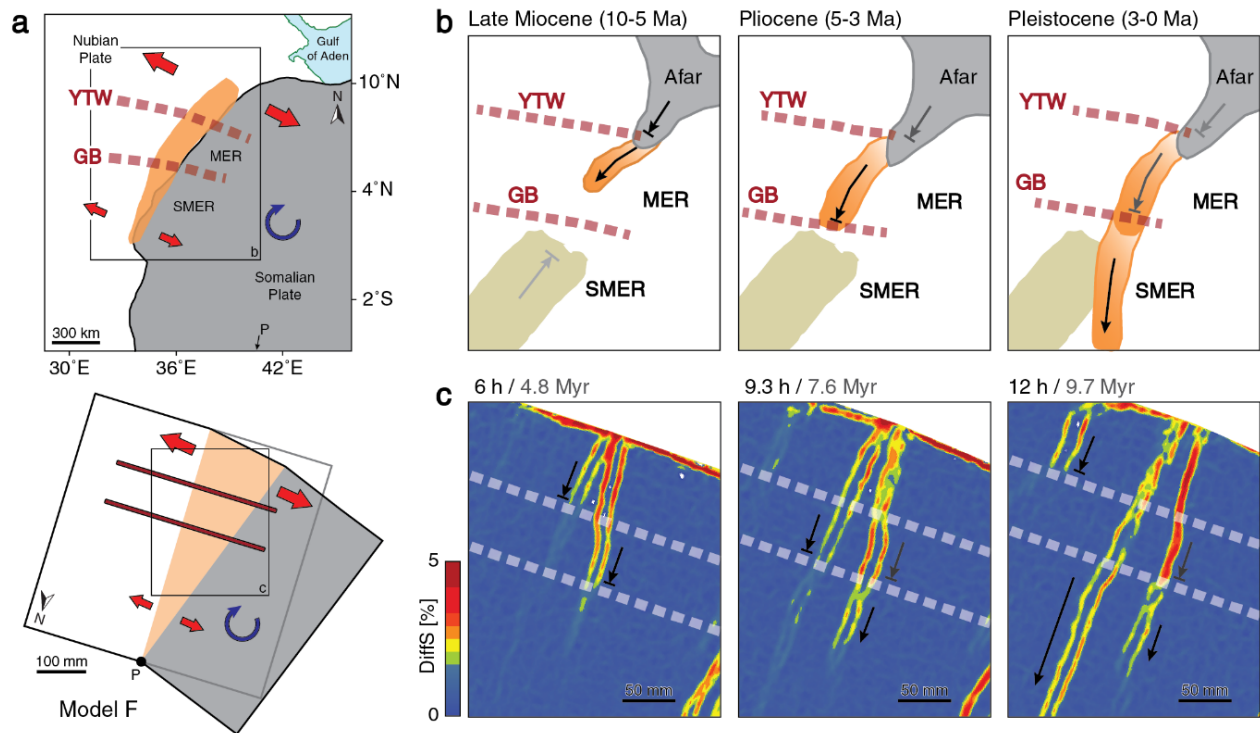 a
Nubian
Plate
Gulf
of Aden
10˚N
N
YTW
MER
GB
4˚N
SMER
b
Somalian
Plate
2˚S
300 km
P
30˚E
36˚E
42˚E
c
N
P
100 mm
Model F
b
Late Miocene (10-5 Ma)
Pliocene (5-3 Ma)
Pleistocene (3-0 Ma)
Afar
YTW
MER
GB
SMER
Afar
YTW
MER
GB
SMER
Afar
YTW
MER
GB
SMER
c
6 h / 4.8 Myr
9.3 h / 7.6 Myr
12 h / 9.7 Myr
5
DiffS [%]
0
50 mm
50 mm
50 mm